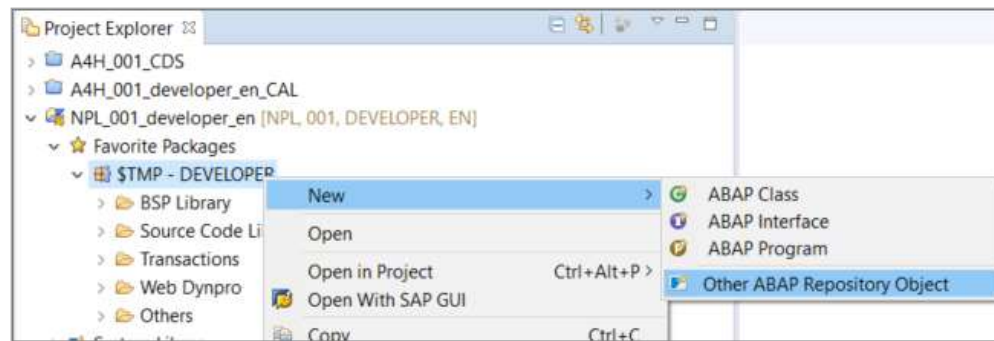 Project Explorer
A4H_001_CDS
A4H_001_developer_en_CAL
NPL_001_developer_en [NPL, 001, DEVELOPER, EN]
Favorite Packages
$TMP - DEVELOPER
BSP Library
Source Code Li
Transactions
Web Dynpro
Others
New
Open
Open in Project Ctrl+Alt+P >
Open With SAP GUI
Copy Ctrl+C
ABAP Class
ABAP Interface
ABAP Program
Other ABAP Repository Object